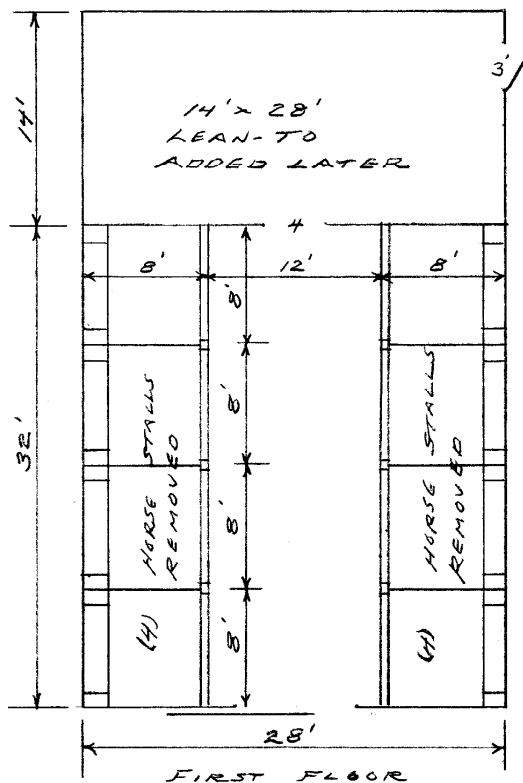 14'
3'
14' x 28'
LEAN-TO
ADDED LATER
4
8'
12'
8'
8'
8'
8'
8'
32'
HORSE STALLS
REMOVED
(4)
HORSE STALLS
REMOVED
(4)
28'
FIRST FLOOR